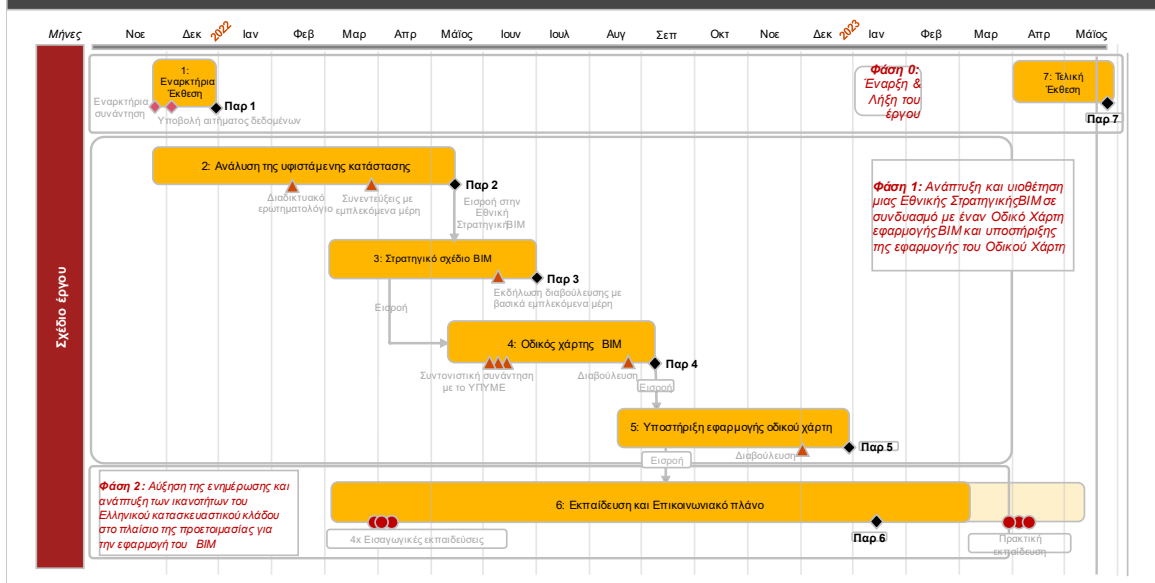 Μήνες Νοε Δεκ 2022 Ιαν Φεβ Μαρ Απρ Μάϊος Ιουν Ιουλ Αυγ Σεπ Οκτ Νοε Δεκ 2023 Ιαν Φεβ Μαρ Απρ Μάϊος
Σχέδιο έργου
1:
Εναρκτήρια
Έκθεση
Εναρκτήρια
συνάντηση
Παρ 1
Υποβολή αιτήματος δεδομένων
Φάση 0:
Έναρξη &
Λήξη του
έργου
7: Τελική
Έκθεση
Παρ 7
2: Ανάλυση της υφιστάμενης κατάστασης
Παρ 2
Διαδικτυακό
ερωτηματολόγιο
Συνεντεύξεις με
εμπλεκόμενα μέρη
Εισροή στην
Εθνική
ΣτρατηγικήBIM
Φάση 1: Ανάπτυξη και υιοθέτηση
μιας Εθνικής ΣτρατηγικήςBIM σε
συνδυασμό με έναν Οδικό Χάρτη
εφαρμογής BIM και υποστήριξης
της εφαρμογής του Οδικού Χάρτη
3: Στρατηγικό σχέδιο BIM
Παρ 3
Εκδήλωση διαβούλευσης με
βασικά εμπλεκόμενα μέρη
Εισροή
4: Οδικός χάρτης BIM
Παρ 4
Συντονιστική συνάντηση
με το ΥΠΥΜΕ
Διαβούλευση
Εισροή
5: Υποστήριξη εφαρμογής οδικού χάρτη
Παρ 5
Διαβούλευση
Εισροή
Φάση 2: Αύξηση της ενημέρωσης και
ανάπτυξη των ικανοτήτων του
Ελληνικού κατασκευαστικού κλάδου
στο πλαίσιο της προετοιμασίας για
την εφαρμογή του BIM
6: Εκπαίδευση και Επικοινωνιακό πλάνο
4x Εισαγωγικές εκπαιδεύσεις
Παρ 6
Πρακτική
εκπαίδευση